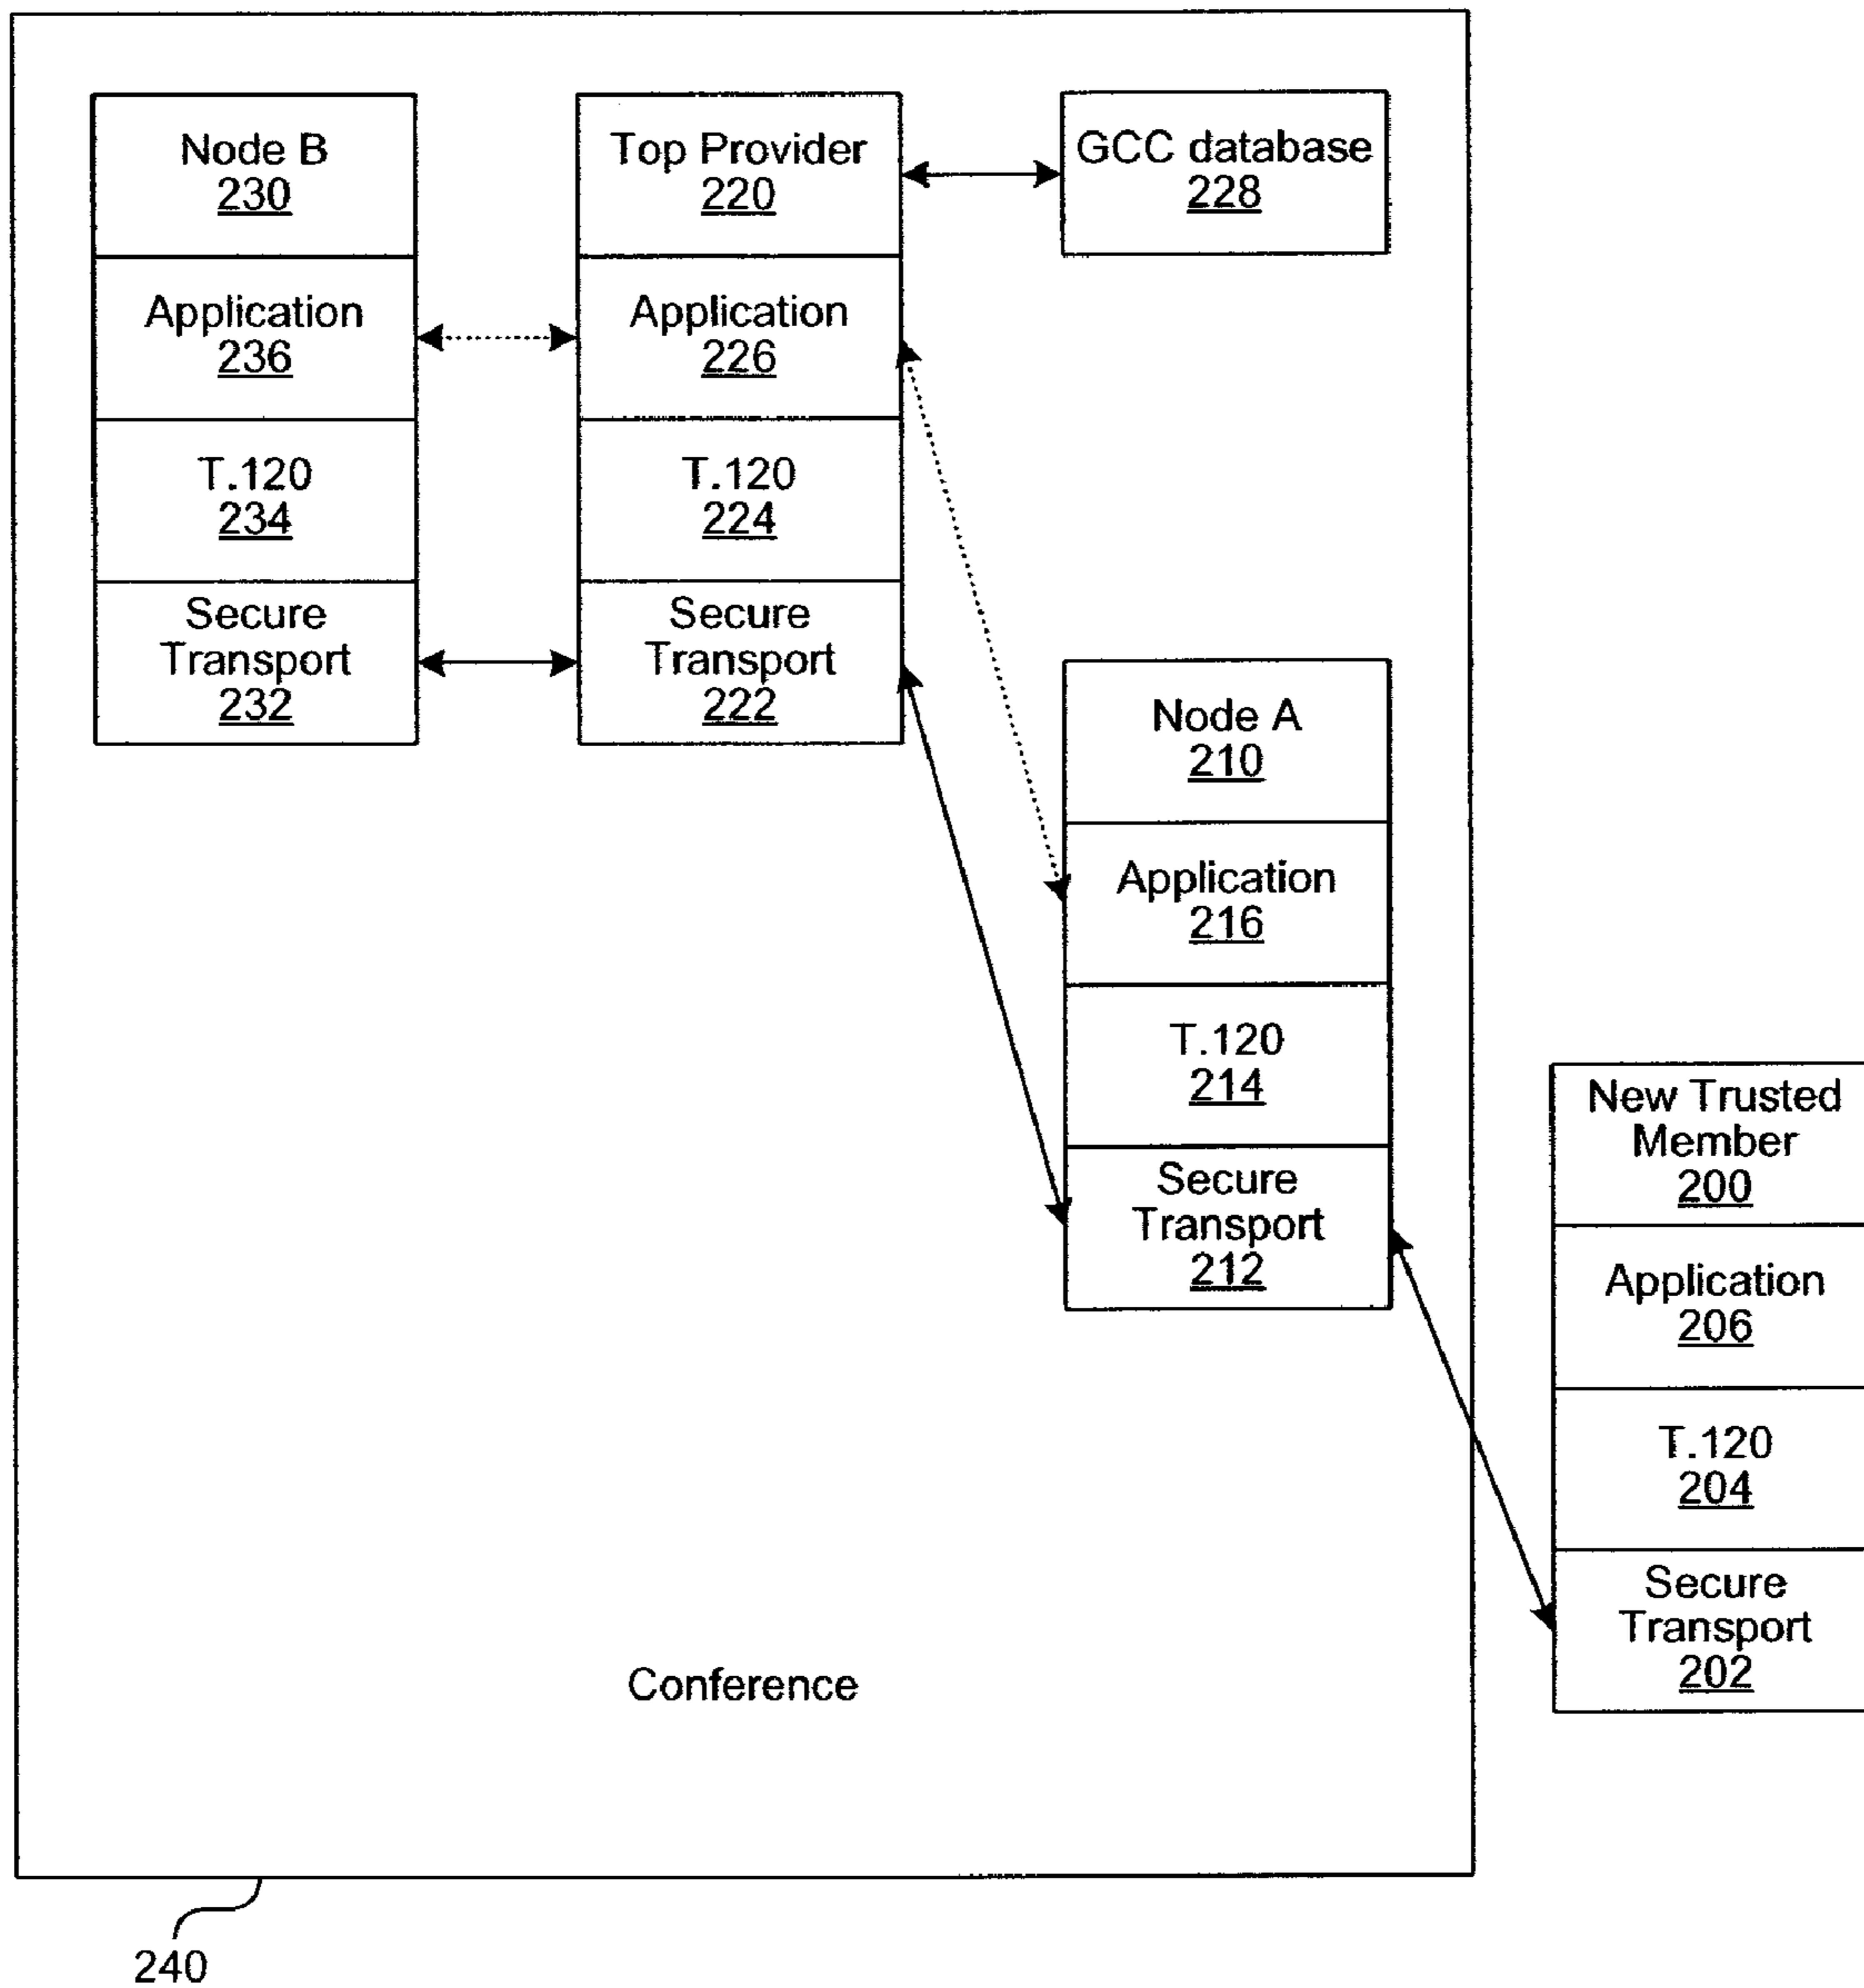 Node B
230
Application
236
T.120
234
Secure
Transport
232
Top Provider
220
Application
226
T.120
224
Secure
Transport
222
GCC database
228
Node A
210
Application
216
T.120
214
Secure
Transport
212
New Trusted
Member
200
Application
206
T.120
204
Secure
Transport
202
Conference
240